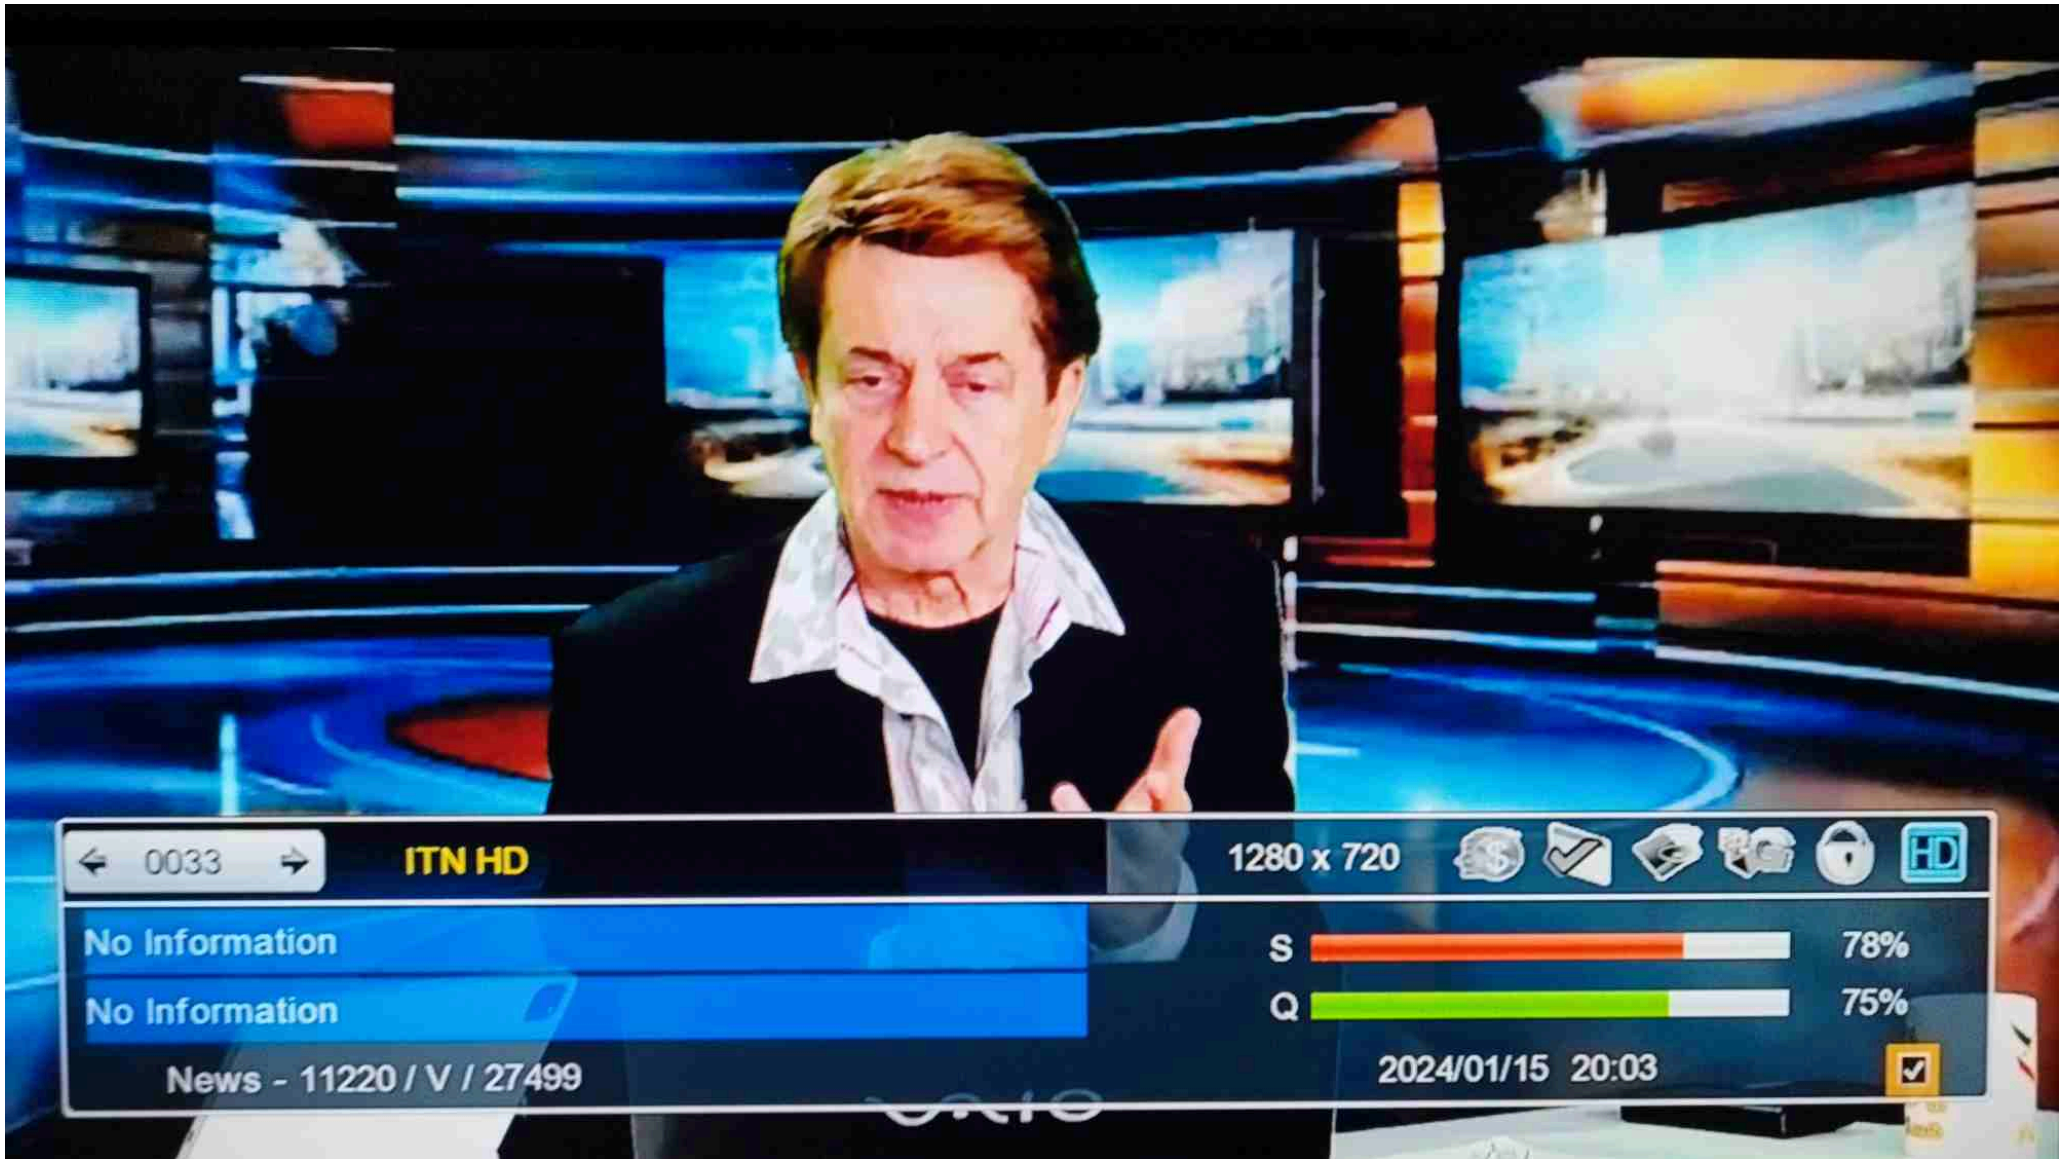 0033
ITN HD
1280 x 720
HD
No Information
S 78%
No Information
Q 75%
News - 11220 / V / 27499
2024/01/15 20:03
VAIO